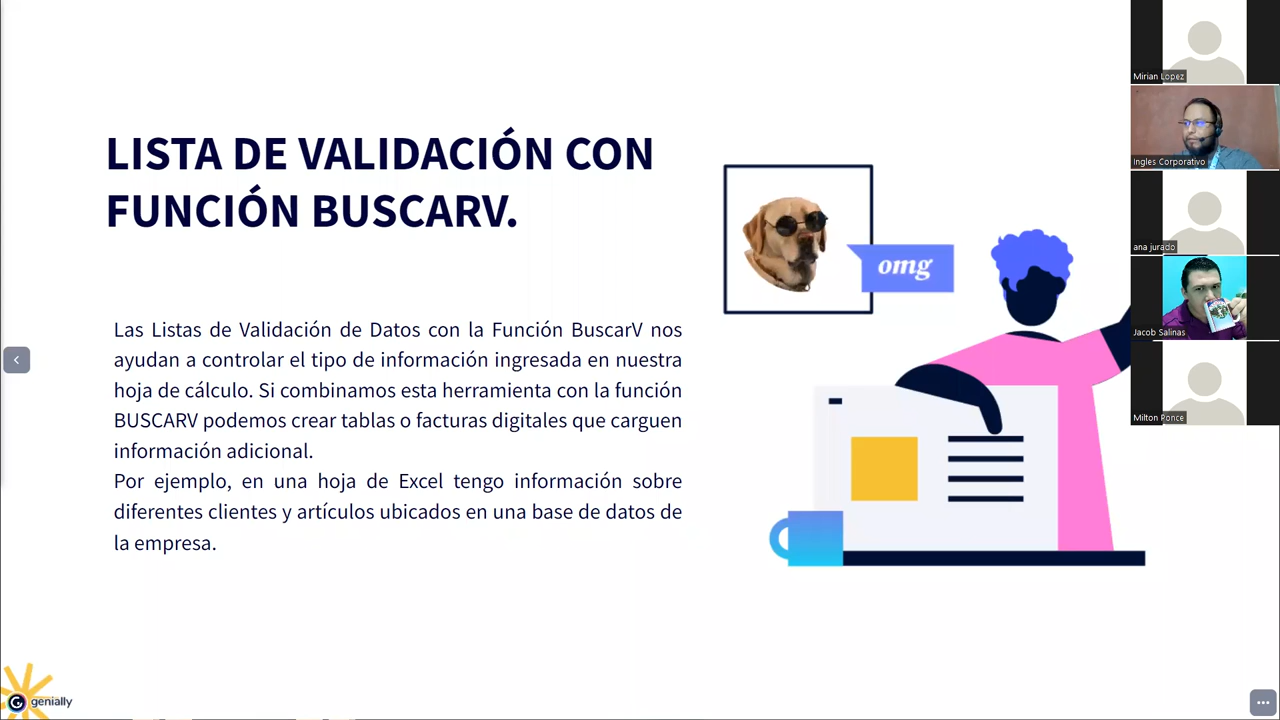 LISTA DE VALIDACIÓN CON
FUNCIÓN BUSCARV.
Las Listas de Validación de Datos con la Función BuscarV nos
ayudan a controlar el tipo de información ingresada en nuestra
hoja de cálculo. Si combinamos esta herramienta con la función
BUSCARV podemos crear tablas o facturas digitales que carguen
información adicional.
Por ejemplo, en una hoja de Excel tengo información sobre
diferentes clientes y artículos ubicados en una base de datos de
la empresa.
omg
Mirian Lopez
Ingles Corporativo
ana jurado
Jacob Salinas
Milton Ponce
genially